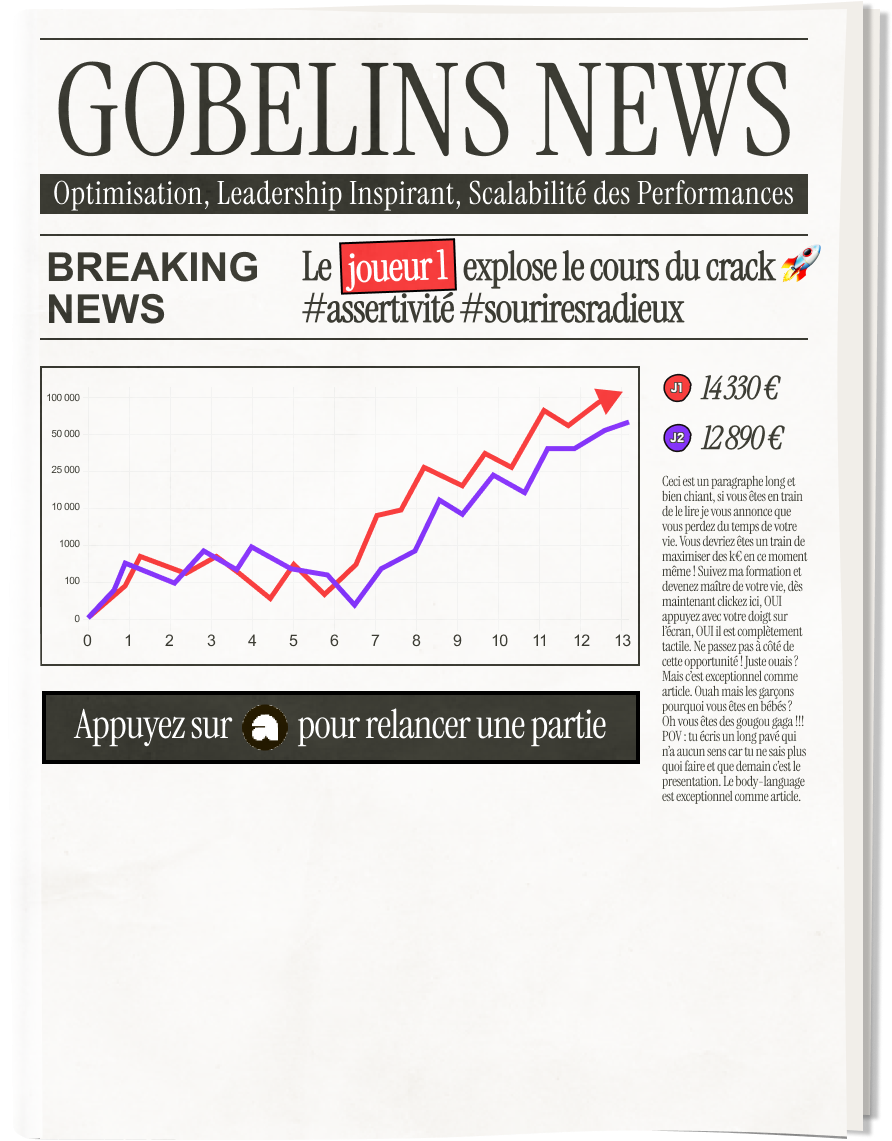 GOBELINS NEWS
Optimisation, Leadership Inspirant, Scalabilité des Performances
BREAKING
NEWS
Le joueur 1 explose le cours du crack 🚀
#assertivité #souriresradieux
100 000
50 000
25 000
10 000
1000
100
0
0 1 2 3 4 5 6 7 8 9 10 11 12 13
J1 14330 €
J2 12890 €
Ceci est un paragraphe long et
bien chiant, si vous êtes en train
de le lire je vous annonce que
vous perdez du temps de votre
vie. Vous devriez êtes un train de
maximiser des k€ en ce moment
même ! Suivez ma formation et
devenez maître de votre vie, dès
maintenant clickez ici, OUI
appuyez avec votre doigt sur
l'écran, OUI il est complètement
tactile. Ne passez pas à côté de
cette opportunité ! Juste ouais ?
Mais c'est exceptionnel comme
article. Ouah mais les garçons
pourquoi vous êtes en bébés ?
Oh vous êtes des gougou gaga !!!
POV : tu écris un long pavé qui
n'a aucun sens car tu ne sais plus
quoi faire et que demain c'est le
presentation. Le body-language
est exceptionnel comme article.
Appuyez sur a pour relancer une partie